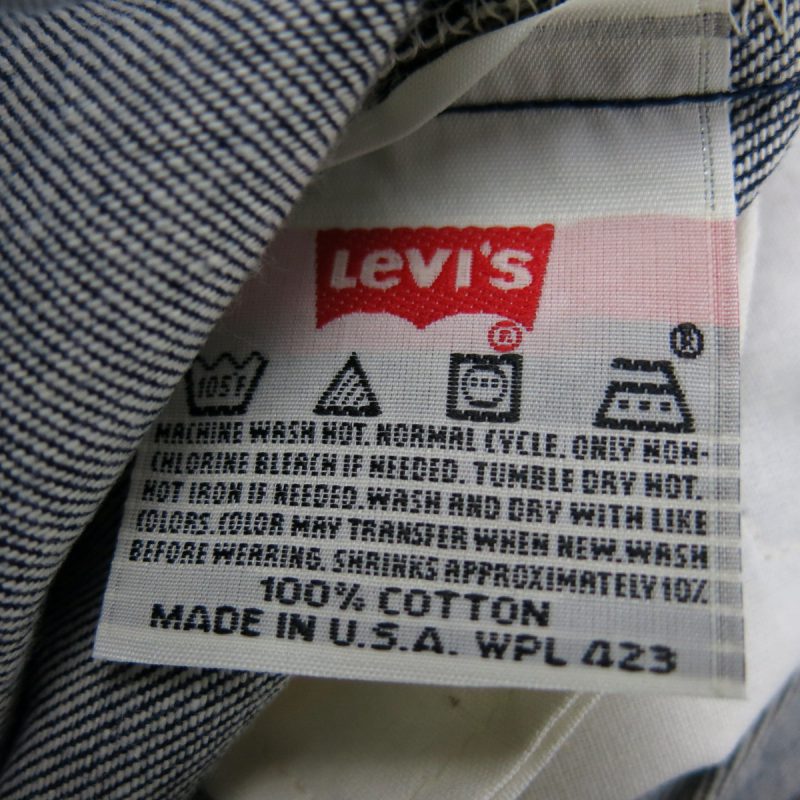 LEVI'S
®
®
105°F
MACHINE WASH HOT. NORMAL CYCLE. ONLY NON-
CHLORINE BLEACH IF NEEDED. TUMBLE DRY HOT.
HOT IRON IF NEEDED. WASH AND DRY WITH LIKE
COLORS. COLOR MAY TRANSFER WHEN NEW. WASH
BEFORE WEARING. SHRINKS APPROXIMATELY 10%
100% COTTON
MADE IN U.S.A. WPL 423